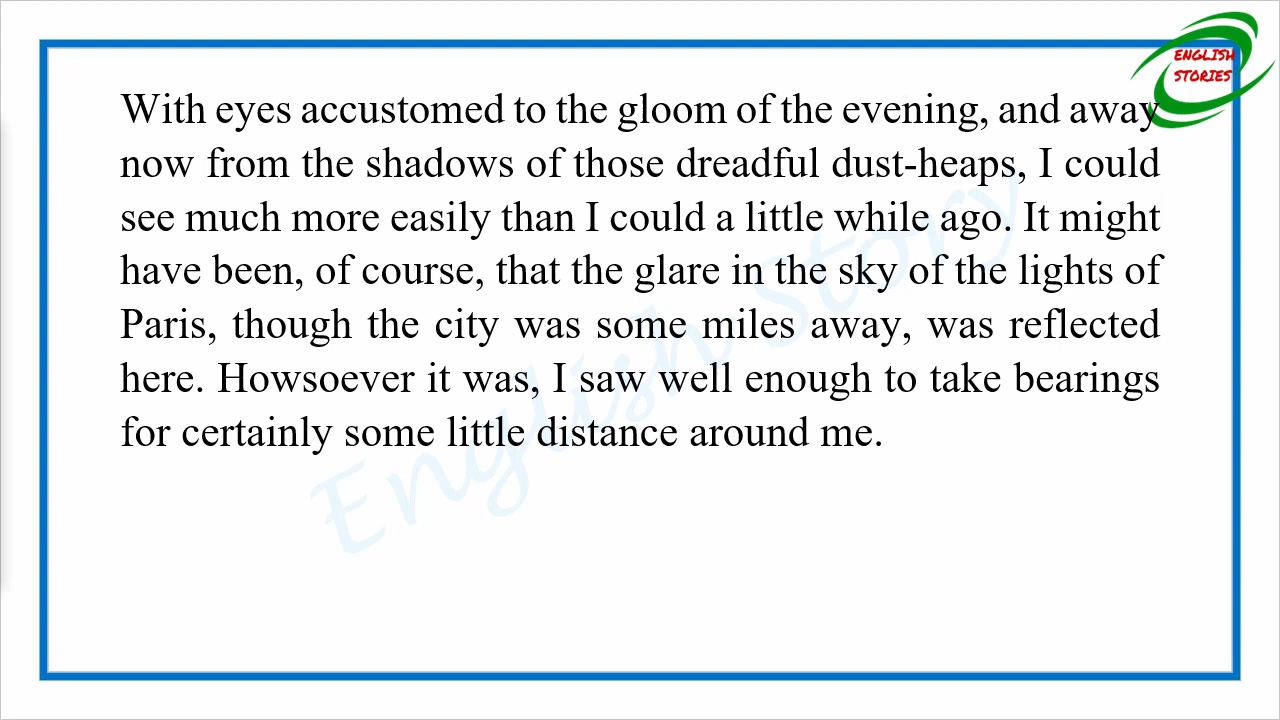 ENGLISH
STORIES
With eyes accustomed to the gloom of the evening, and away
now from the shadows of those dreadful dust-heaps, I could
see much more easily than I could a little while ago. It might
have been, of course, that the glare in the sky of the lights of
Paris, though the city was some miles away, was reflected
here. Howsoever it was, I saw well enough to take bearings
for certainly some little distance around me.
English Story